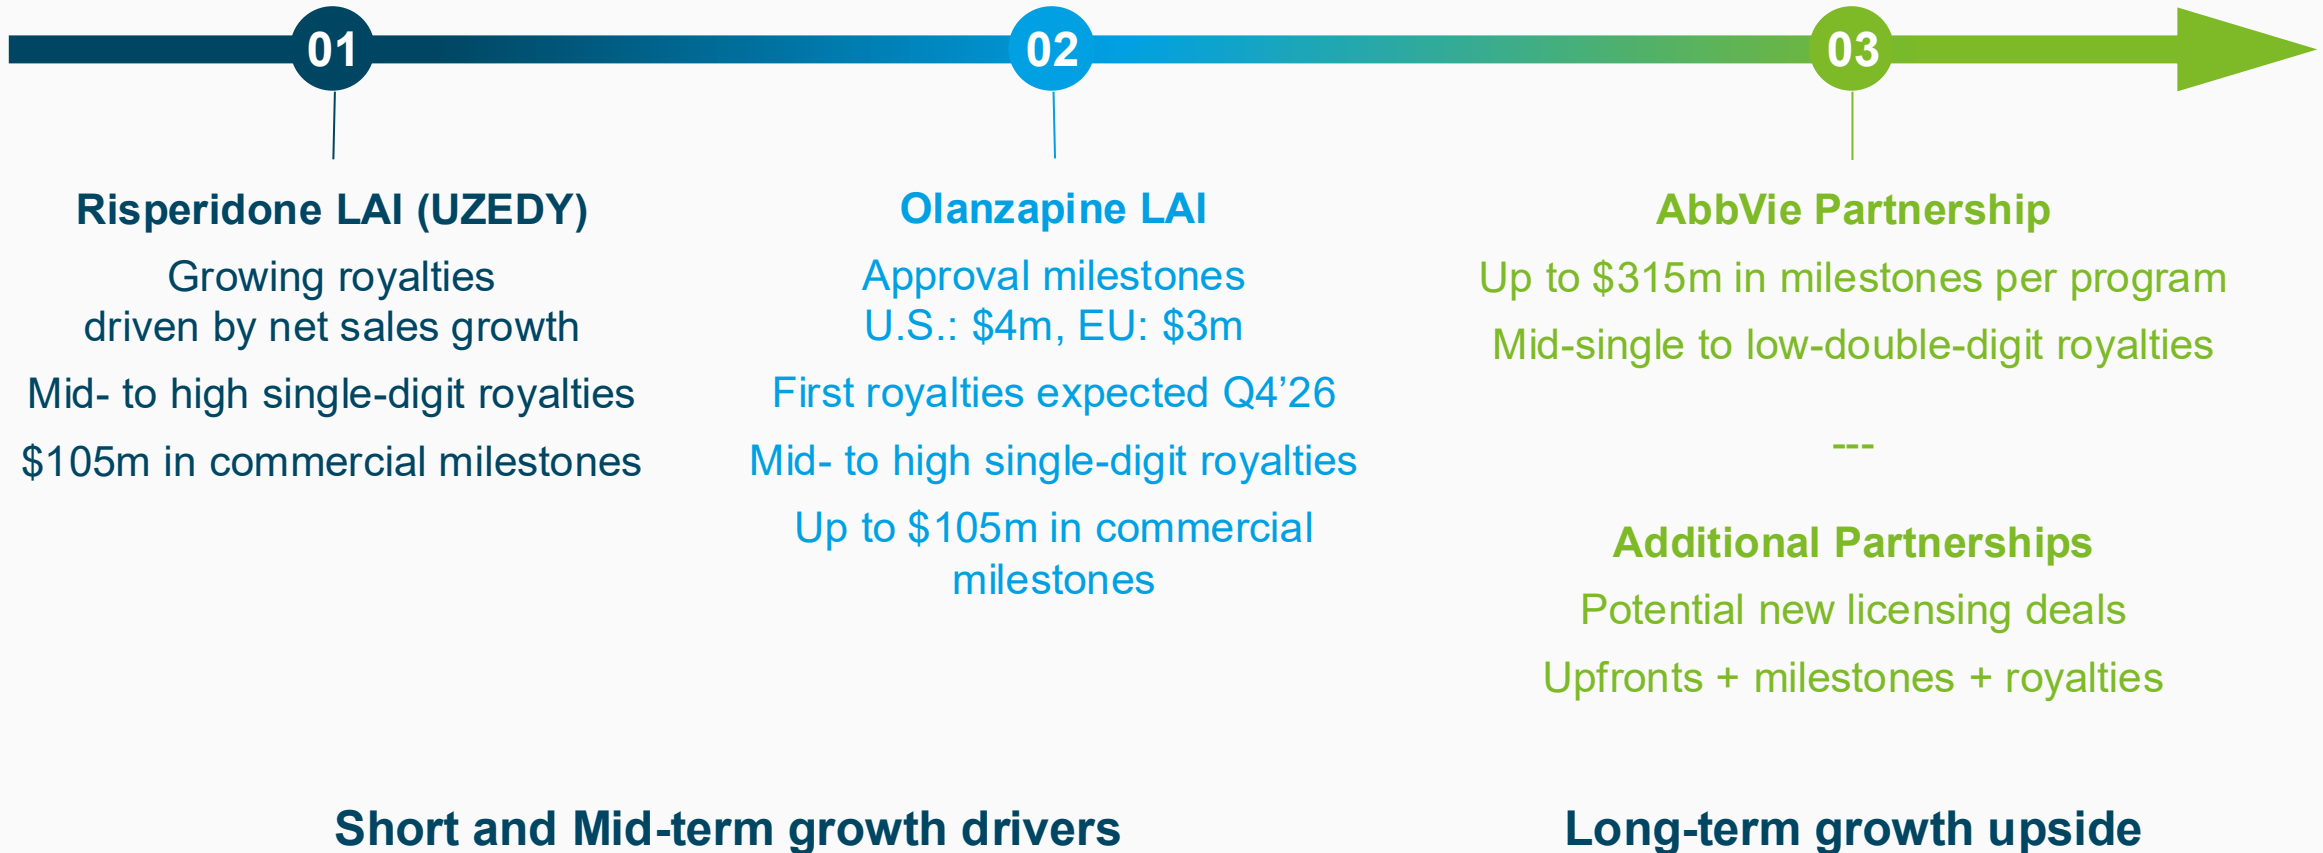 01
02
03
Risperidone LAI (UZEDY)
Growing royalties
driven by net sales growth
Mid- to high single-digit royalties
$105m in commercial milestones
Olanzapine LAI
Approval milestones
U.S.: $4m, EU: $3m
First royalties expected Q4’26
Mid- to high single-digit royalties
Up to $105m in commercial
milestones
AbbVie Partnership
Up to $315m in milestones per program
Mid-single to low-double-digit royalties
---
Additional Partnerships
Potential new licensing deals
Upfronts + milestones + royalties
Short and Mid-term growth drivers
Long-term growth upside